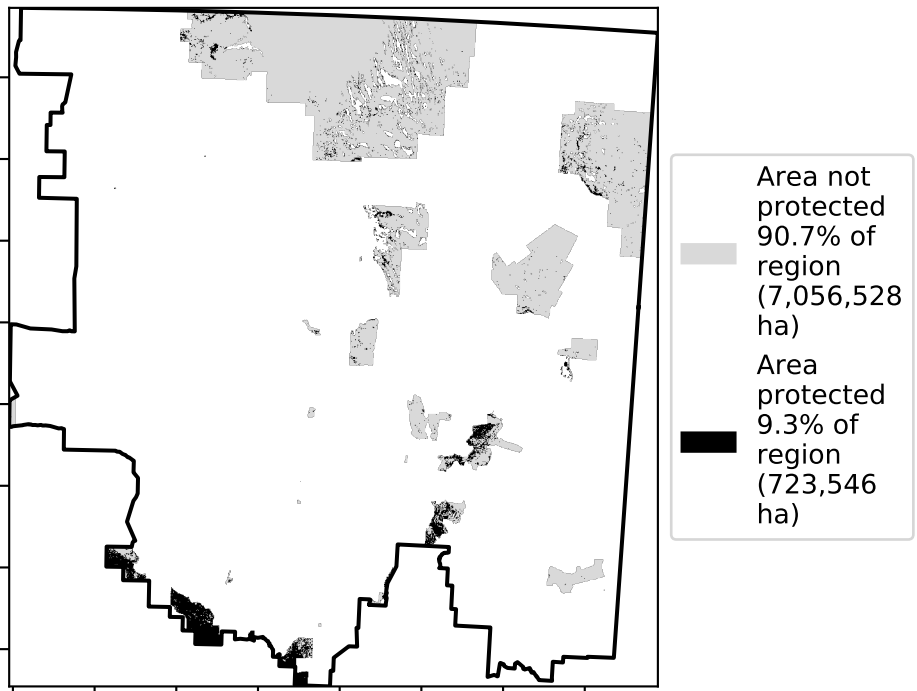 Area not
protected
90.7% of
region
(7,056,528
ha)
Area
protected
9.3% of
region
(723,546
ha)